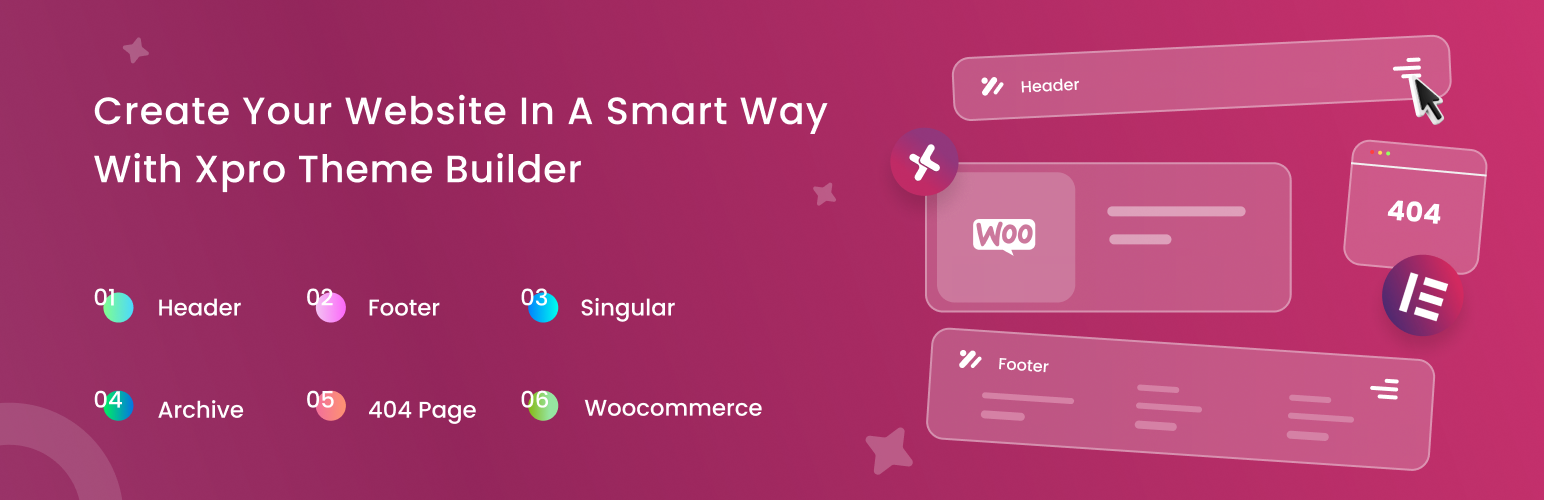 Create Your Website In A Smart Way
With Xpro Theme Builder
01 Header
02 Footer
03 Singular
04 Archive
05 404 Page
06 Woocommerce
Header
Woo
404
Footer